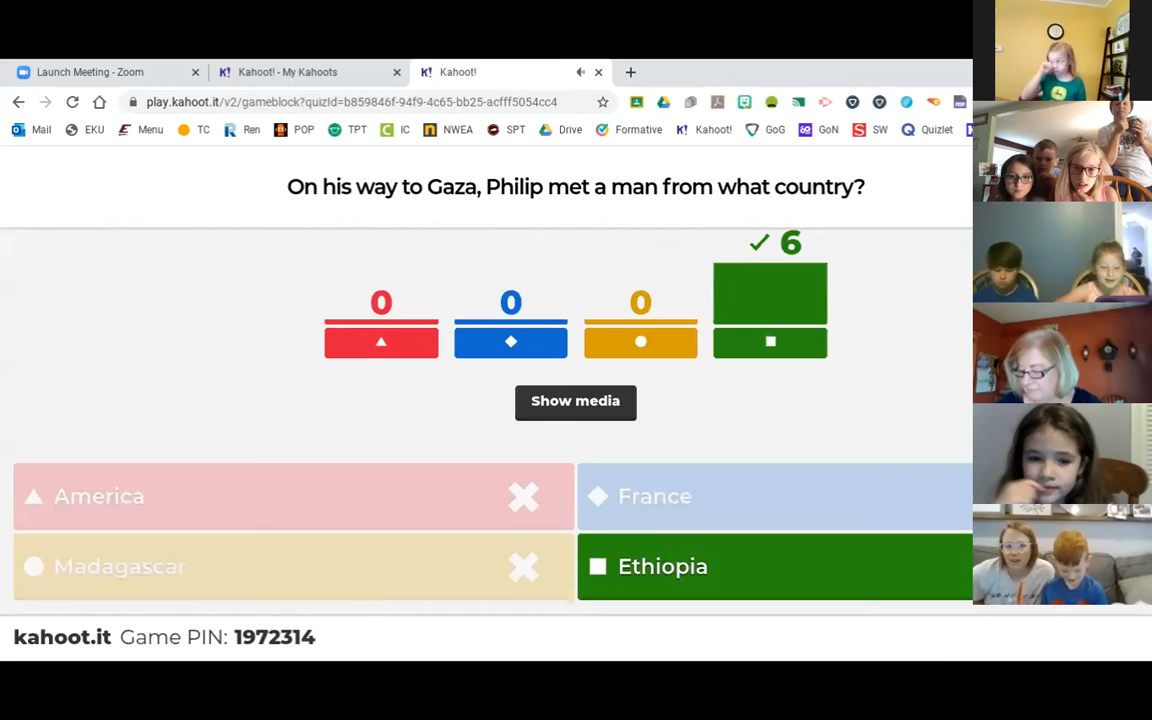 Launch Meeting - Zoom
K! Kahoot! - My Kahoots
K! Kahoot!
play.kahoot.it/v2/gameblock?quizId=b859846f-94f9-4c65-bb25-acfff5054cc4
Mail EKU Menu TC Ren POP TPT IC NWEA SPT Drive Formative K! Kahoot! GoG GoN SW Quizlet
On his way to Gaza, Philip met a man from what country?
0 0 0 6
Show media
America
France
Madagascar
Ethiopia
kahoot.it Game PIN: 1972314